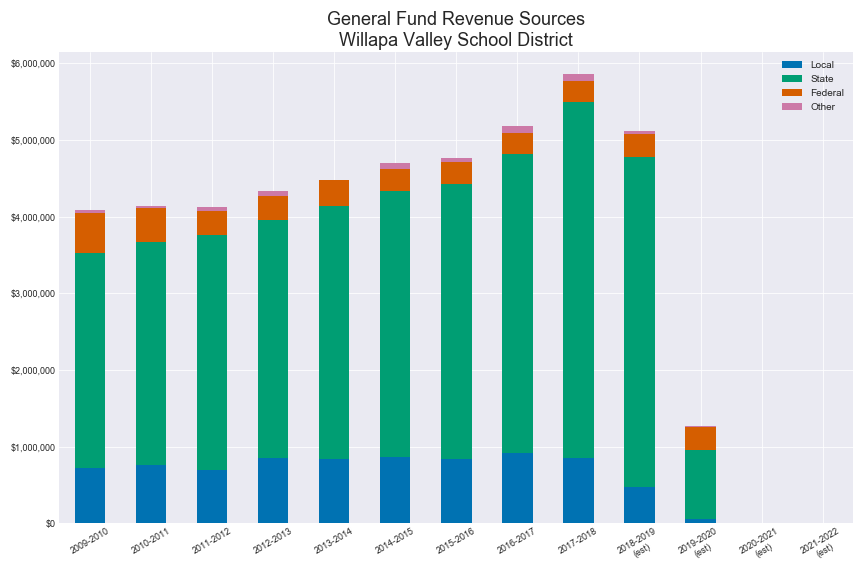 General Fund Revenue Sources
Willapa Valley School District
$6,000,000
$5,000,000
$4,000,000
$3,000,000
$2,000,000
$1,000,000
$0
Local
State
Federal
Other
2009-2010
2010-2011
2011-2012
2012-2013
2013-2014
2014-2015
2015-2016
2016-2017
2017-2018
2018-2019
(est)
2019-2020
(est)
2020-2021
(est)
2021-2022
(est)